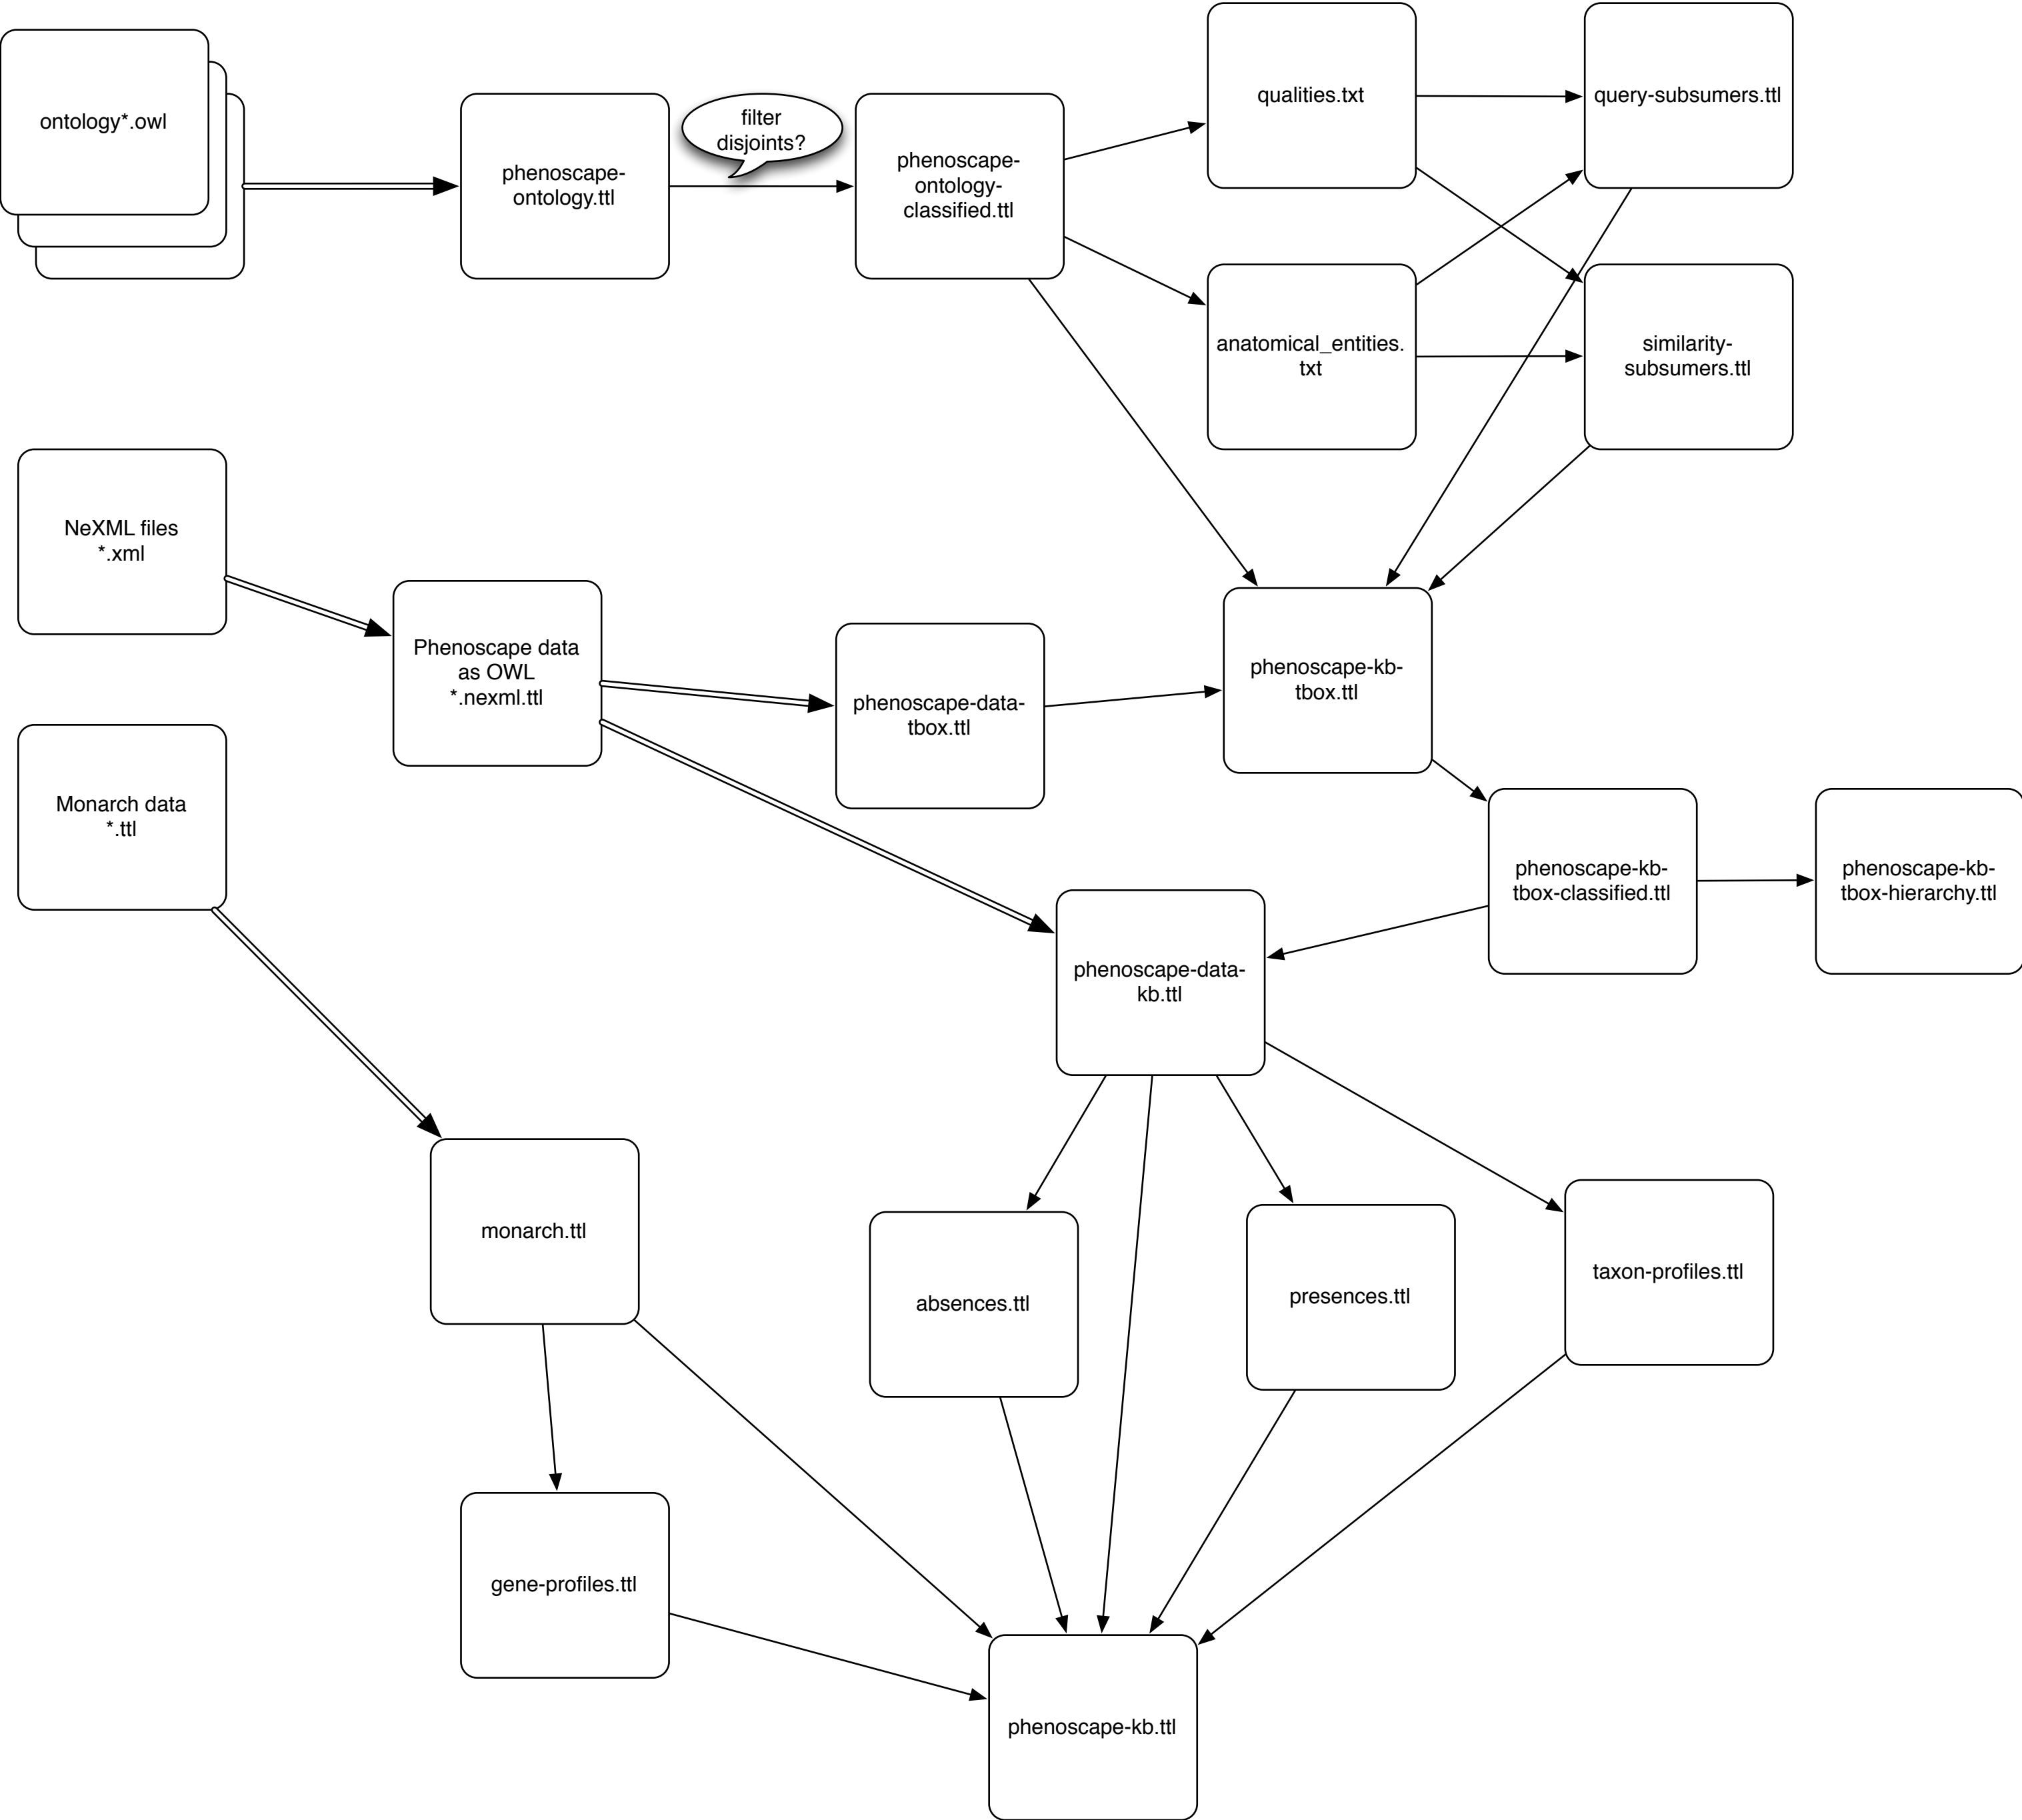 ontology*.owl
phenoscape-
ontology.ttl
filter
disjoints?
phenoscape-
ontology-
classified.ttl
qualities.txt
query-subsumers.ttl
anatomical_entities.
txt
similarity-
subsumers.ttl
NeXML files
*.xml
Phenoscape data
as OWL
*.nexml.ttl
phenoscape-data-
tbox.ttl
phenoscape-kb-
tbox.ttl
Monarch data
*.ttl
phenoscape-kb-
tbox-classified.ttl
phenoscape-kb-
tbox-hierarchy.ttl
phenoscape-data-
kb.ttl
monarch.ttl
absences.ttl
presences.ttl
taxon-profiles.ttl
gene-profiles.ttl
phenoscape-kb.ttl